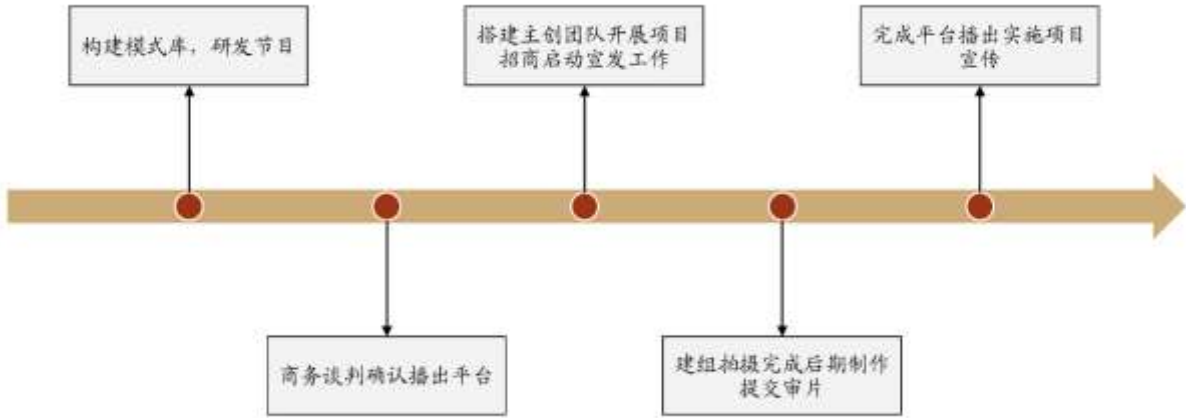 构建模式库，研发节目
搭建主创团队开展项目
招商启动宣发工作
完成平台播出实施项目
宣传
商务谈判确认播出平台
建组拍摄完成后期制作
提交审片